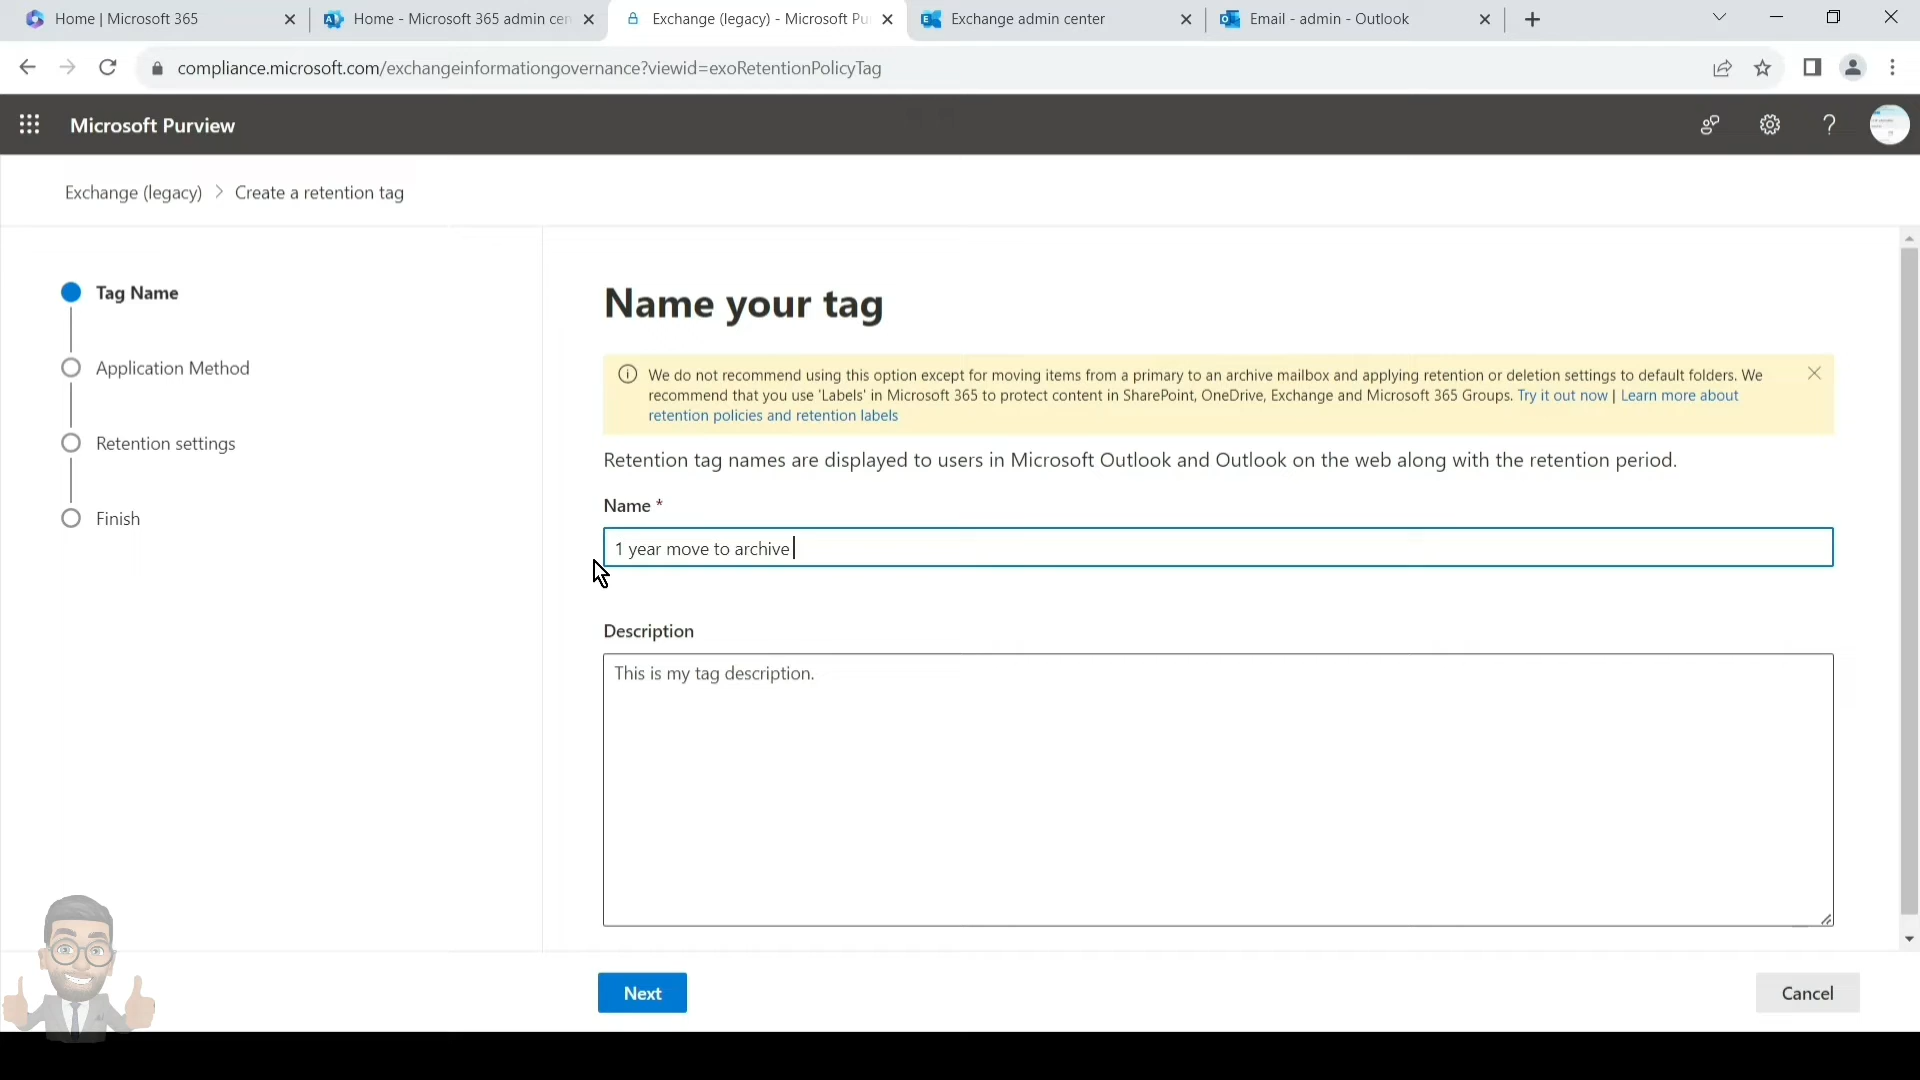 Home | Microsoft 365
Home - Microsoft 365 admin cen
Exchange (legacy) - Microsoft Pu
Exchange admin center
Email - admin - Outlook
compliance.microsoft.com/exchangeinformationgovernance?viewid=exoRetentionPolicyTag
Microsoft Purview
Exchange (legacy) > Create a retention tag
Tag Name
Application Method
Retention settings
Finish
Name your tag
We do not recommend using this option except for moving items from a primary to an archive mailbox and applying retention or deletion settings to default folders. We
recommend that you use 'Labels' in Microsoft 365 to protect content in SharePoint, OneDrive, Exchange and Microsoft 365 Groups. Try it out now | Learn more about
retention policies and retention labels
Retention tag names are displayed to users in Microsoft Outlook and Outlook on the web along with the retention period.
Name *
1 year move to archive
Description
This is my tag description.
Next
Cancel